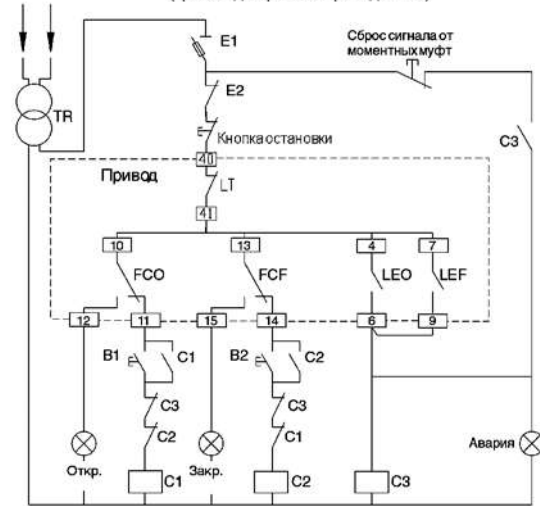 Сброс сигнала от
моментных муфт
E1
TR
E2
C3
Кнопка остановки
40
Привод
LT
41
10
13
4
7
FCO
FCF
LEO
LEF
12
11
15
14
6
9
B1
C1
B2
C2
C3
C3
C2
C1
Авария
Откр.
Закр.
C1
C2
C3